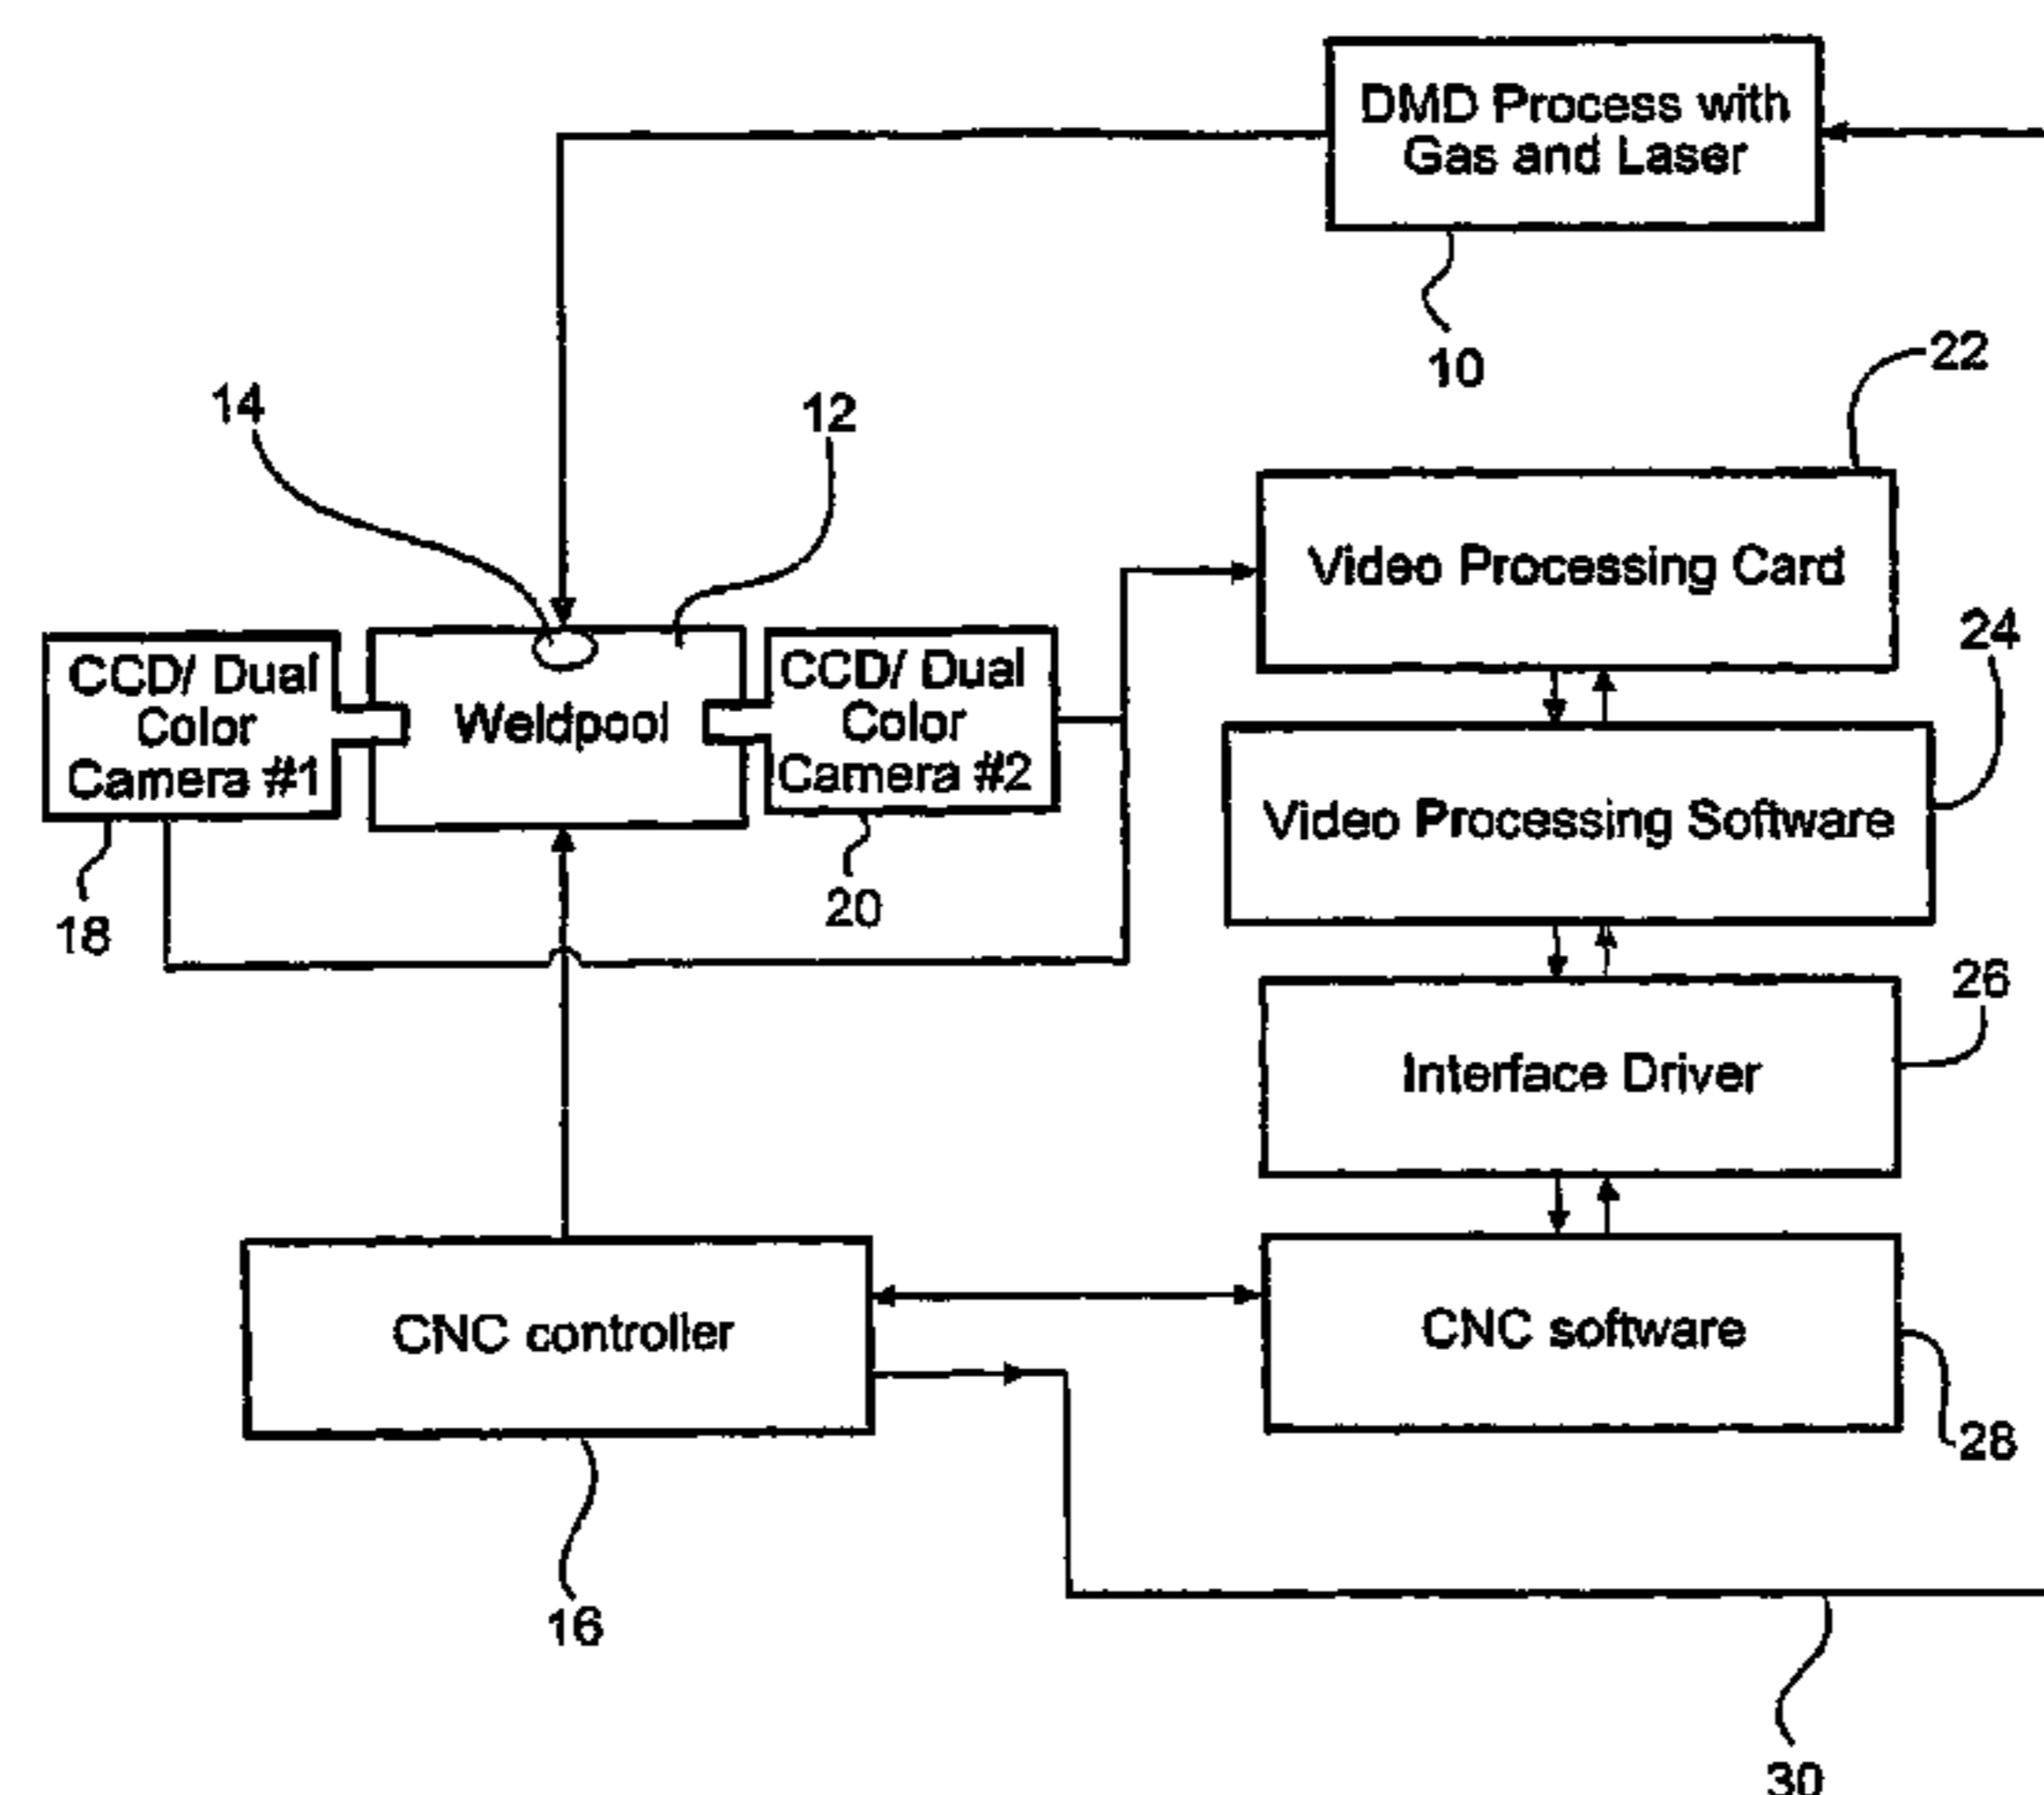 DMD Process with
Gas and Laser
10
22
14
12
Video Processing Card
24
CCD/ Dual
Color
Camera #1
Weldpool
CCD/ Dual
Color
Camera #2
Video Processing Software
18
20
26
Interface Driver
CNC controller
CNC software
28
16
30